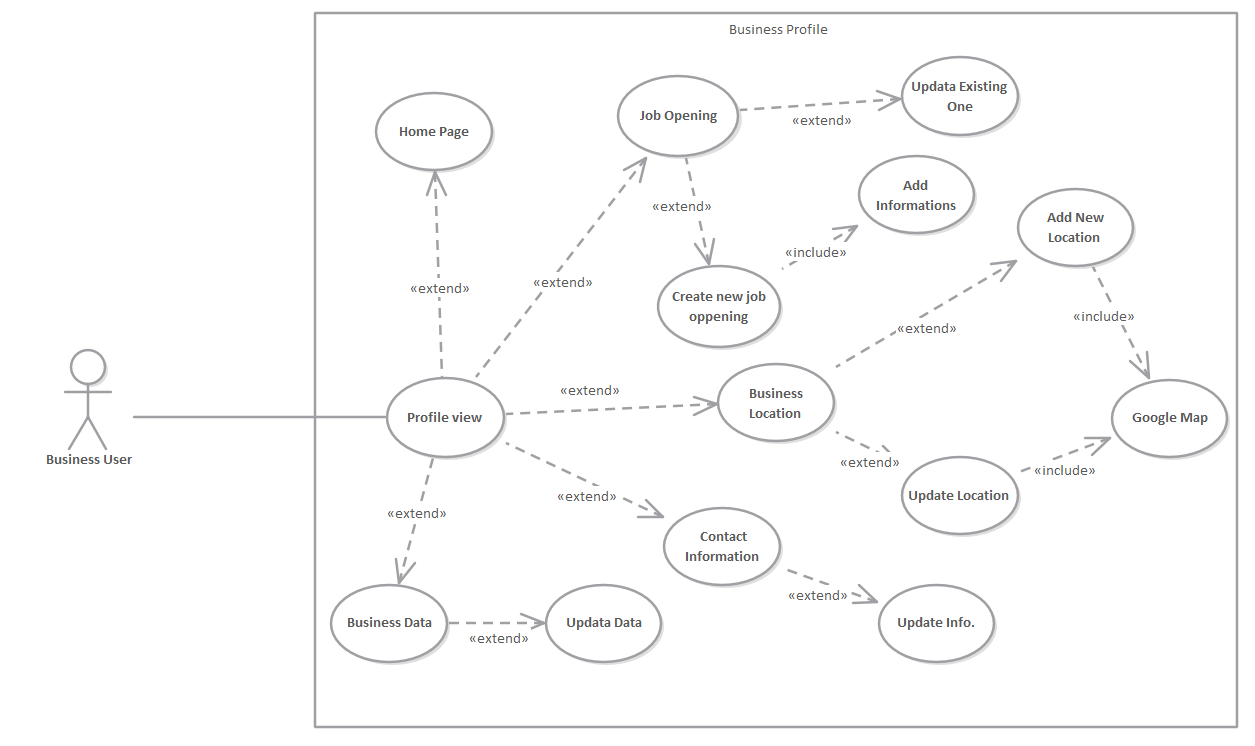 Business Profile
Updata Existing
One
Job Opening
«extend»
Home Page
Add
Informations
«extend»
Add New
Location
«include»
«extend»
«extend»
Create new job
oppening
«include»
«extend»
«extend»
Business
Location
Profile view
Google Map
Business User
«extend»
«include»
Update Location
«extend»
«extend»
Contact
Information
«extend»
Update Info.
Business Data
Updata Data
«extend»